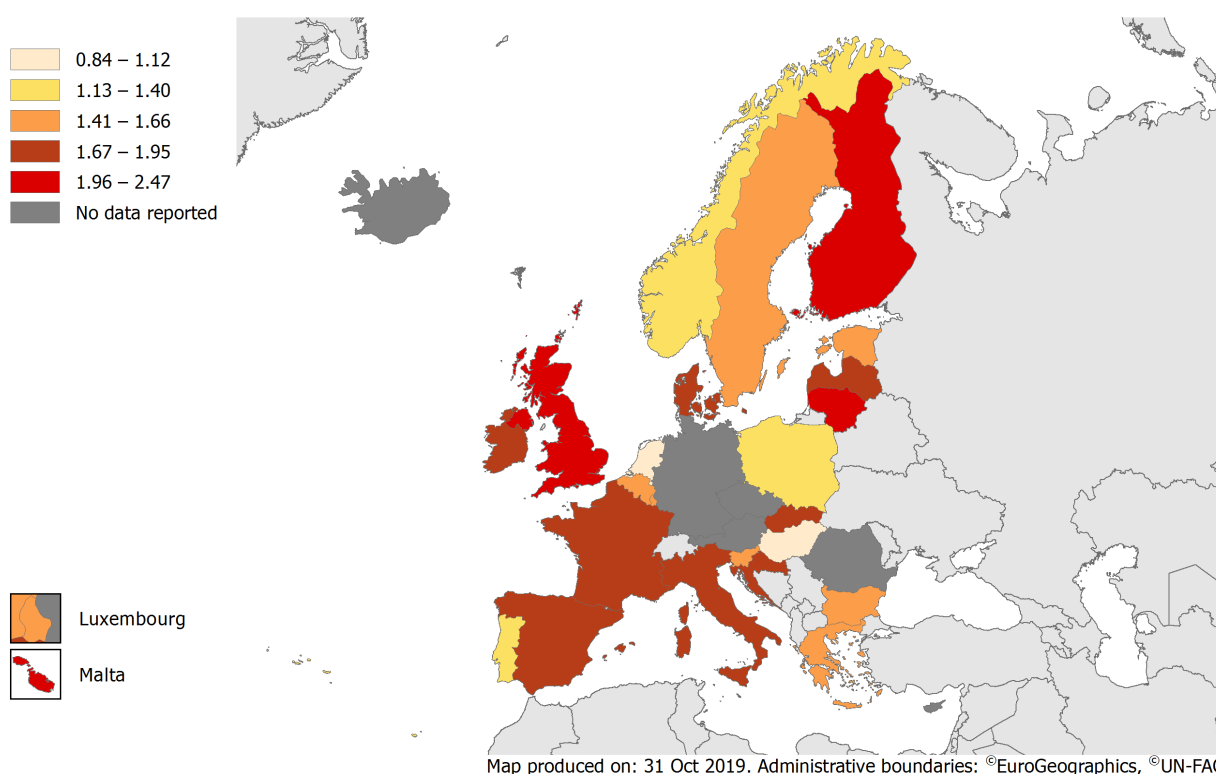 0.84 – 1.12
1.13 – 1.40
1.41 – 1.66
1.67 – 1.95
1.96 – 2.47
No data reported
Luxembourg
Malta
Map produced on: 31 Oct 2019. Administrative boundaries: ©EuroGeographics, ©UN-FAO